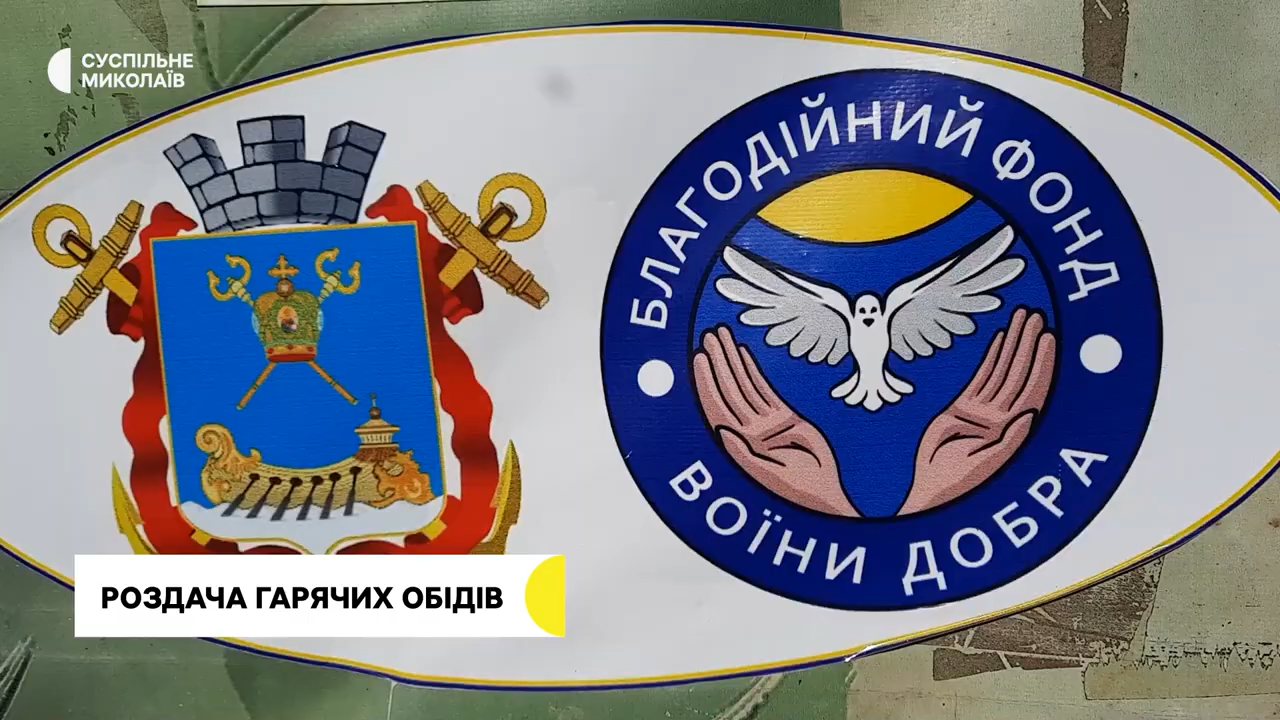 СУСПІЛЬНЕ
МИКОЛАЇВ
БЛАГОДІЙНИЙ ФОНД
ВОЇНИ ДОБРА
РОЗДАЧА ГАРЯЧИХ ОБІДІВ